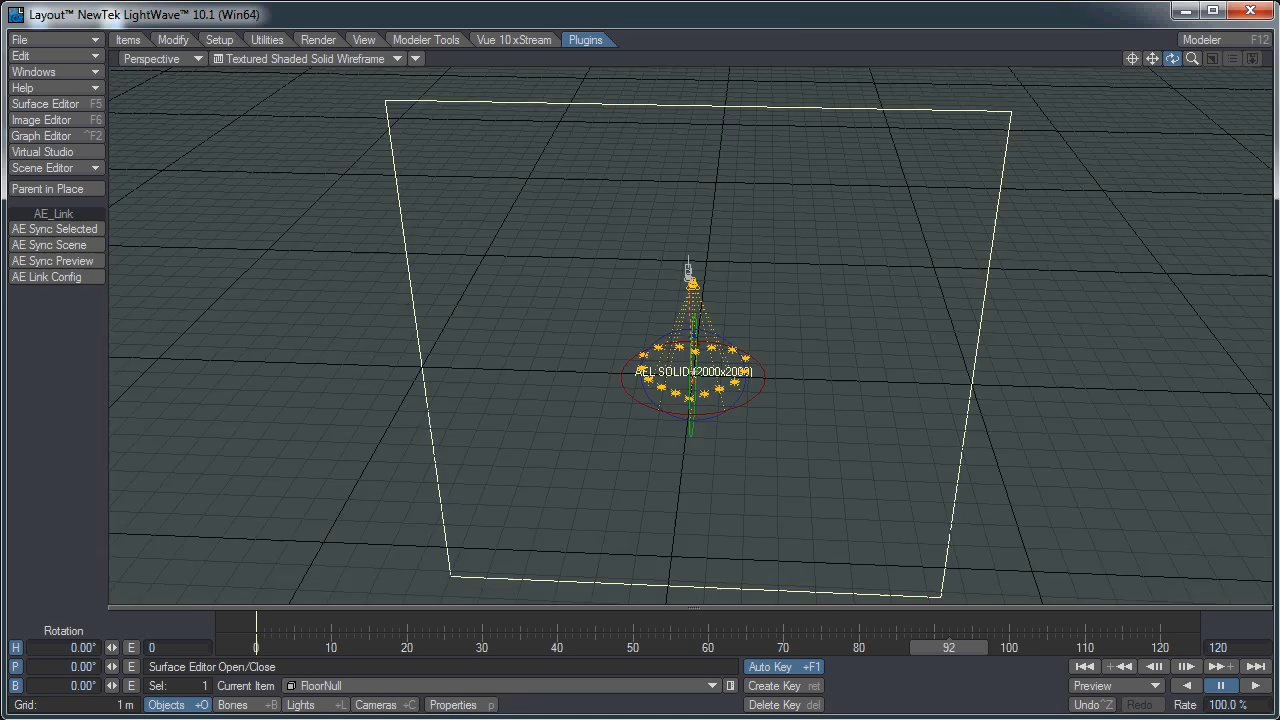 Layout™ NewTek LightWave™ 10.1 (Win64)
File Items Modify Setup Utilities Render View Modeler Tools Vue 10 xStream Plugins Modeler F12
Edit Perspective Textured Shaded Solid Wireframe
Windows
Help
Surface Editor F5
Image Editor F6
Graph Editor ^F2
Virtual Studio
Scene Editor
Parent in Place
AE_Link
AE Sync Selected
AE Sync Scene
AE Sync Preview
AE Link Config
Rotation
H 0.00° E 0 0 10 20 30 40 50 60 70 80 92 100 110 120 120
P 0.00° E Surface Editor Open/Close Auto Key +F1
B 0.00° E Sel: 1 Current Item FloorNull Create Key ret Preview
Grid: 1 m Objects +O Bones +B Lights +L Cameras +C Properties p Delete Key del Undo^Z Redo Rate 100.0 %